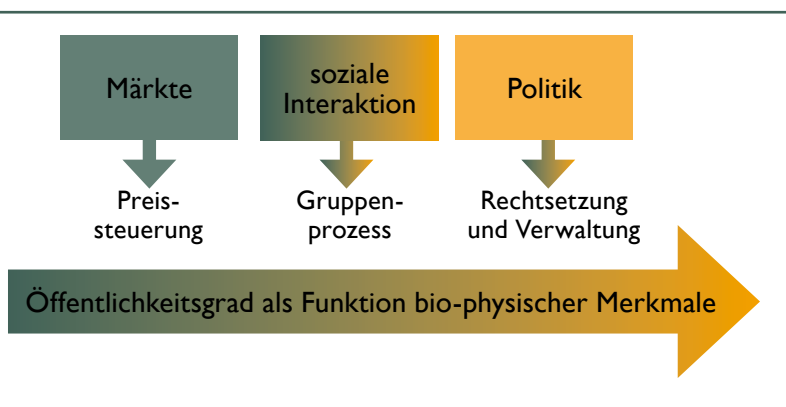 Märkte
soziale
Interaktion
Politik
Preis-
steuerung
Gruppen-
prozess
Rechtsetzung
und Verwaltung
Öffentlichkeitsgrad als Funktion bio-physischer Merkmale